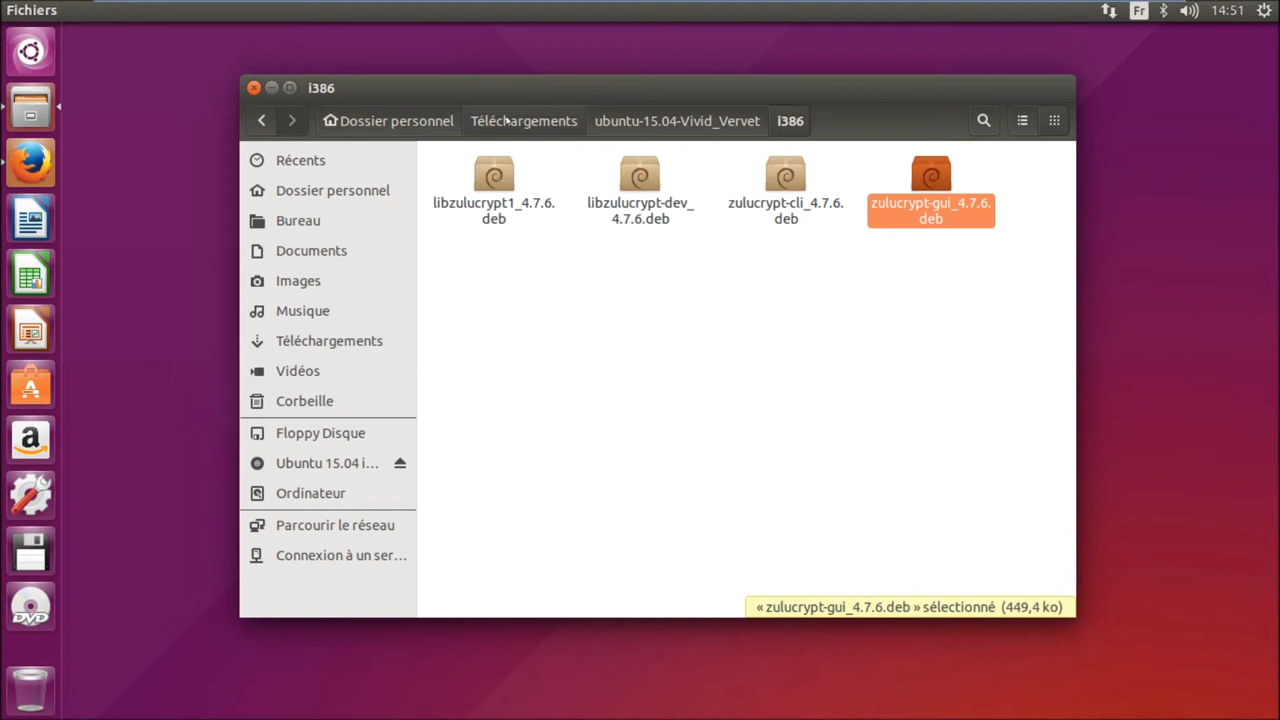 Fichiers
Fr
14:51
i386
Dossier personnel
Téléchargements
ubuntu-15.04-Vivid_Vervet
i386
Récents
Dossier personnel
Bureau
Documents
Images
Musique
Téléchargements
Vidéos
Corbeille
Floppy Disque
Ubuntu 15.04 i...
Ordinateur
Parcourir le réseau
Connexion à un ser...
libzulucrypt1_4.7.6.
deb
libzulucrypt-dev_
4.7.6.deb
zulucrypt-cli_4.7.6.
deb
zulucrypt-gui_4.7.6.
deb
« zulucrypt-gui_4.7.6.deb » sélectionné (449,4 ko)
a
DVD